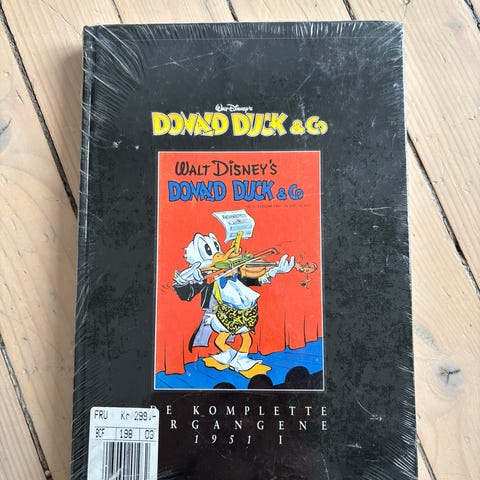 Walt Disney's
DONALD DUCK & Co
WALT DISNEY'S
DONALD DUCK & Co
DE KOMPLETTE
RGANGENE
1951 I
FRU Kr 299,-
BCF 198 03